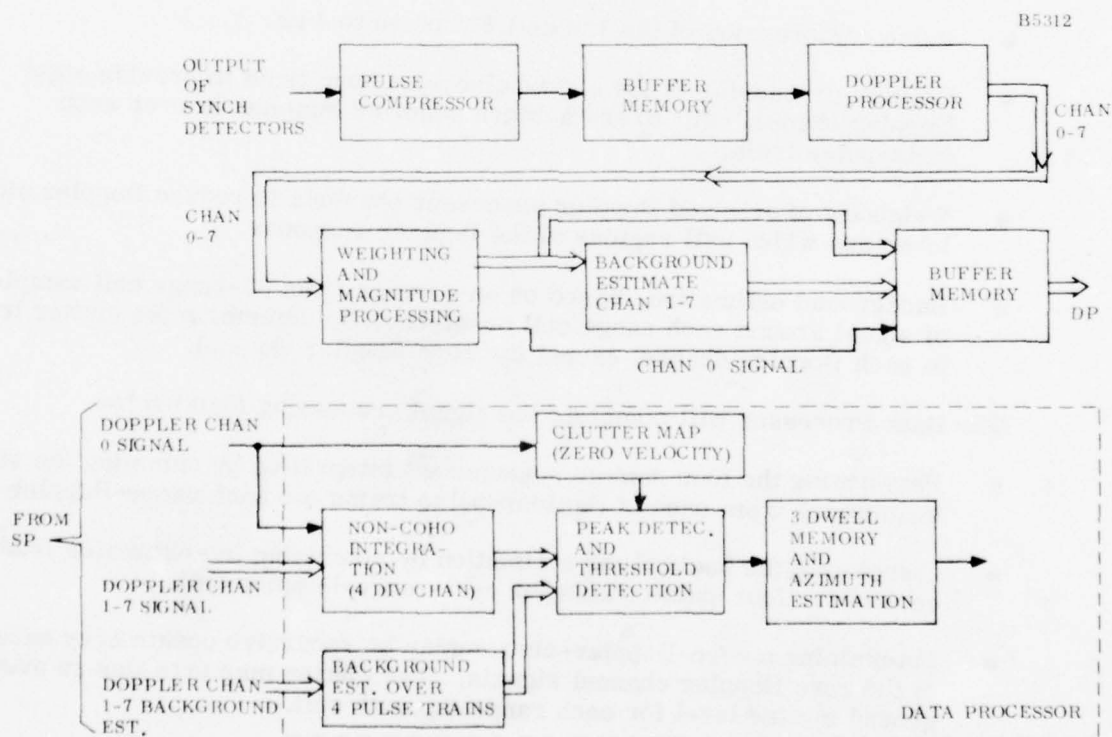 B5312
OUTPUT
OF
SYNCH
DETECTORS
PULSE
COMPRESSOR
BUFFER
MEMORY
DOPPLER
PROCESSOR
CHAN
0-7
CHAN
0-7
WEIGHTING
AND
MAGNITUDE
PROCESSING
BACKGROUND
ESTIMATE
CHAN 1-7
BUFFER
MEMORY
DP
CHAN 0 SIGNAL
DOPPLER CHAN
0 SIGNAL
CLUTTER MAP
(ZERO VELOCITY)
FROM
SP
NON-COHO
INTEGRA-
TION
(4 DIV CHAN)
PEAK DETEC.
AND
THRESHOLD
DETECTION
3 DWELL
MEMORY
AND
AZIMUTH
ESTIMATION
DOPPLER CHAN
1-7 SIGNAL
BACKGROUND
EST. OVER
4 PULSE TRAINS
DOPPLER CHAN
1-7 BACKGROUND
EST.
DATA PROCESSOR